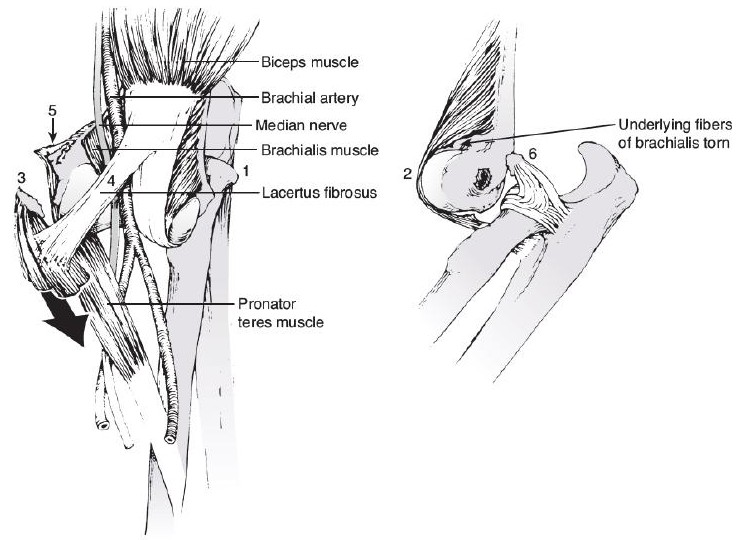 Biceps muscle
Brachial artery
5
Median nerve
Underlying fibers
of brachialis torn
Brachialis muscle
6
3
4
1
2
Lacertus fibrosus
Pronator
teres muscle